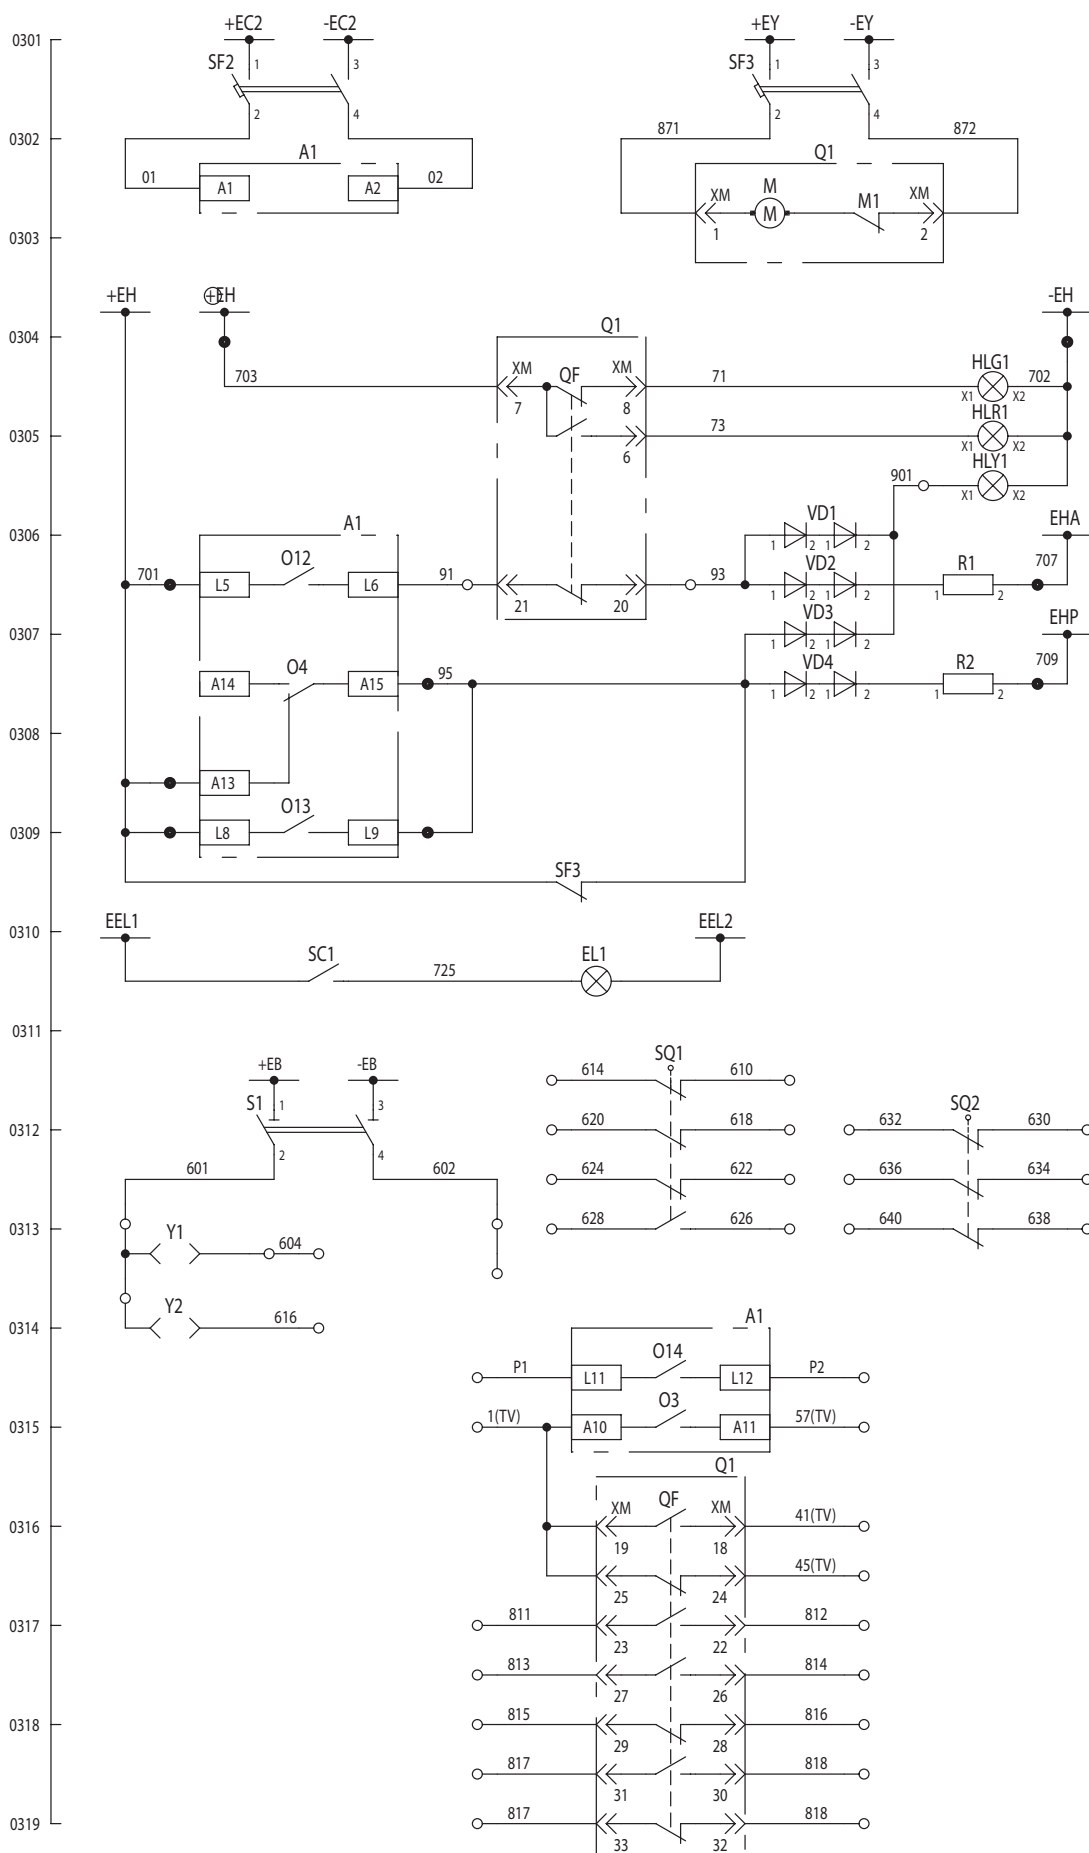 +EC2 -EC2 +EY -EY
0301
SF2 1 3 SF3 1 3
2 4 2 4
0302 871 872
A1 Q1
01 A1 A2 02 XM M M M1 XM
1 2
0303
+EH +EH -EH
0304 Q1
703 XM QF XM 71 HLG1 702
7 8 X1 X2
0305 73 HLR1
6 X1 X2
901 HLY1
X1 X2
0306 A1 VD1 EHA
1 2 2
701 L5 O12 L6 91 93 VD2 R1 707
21 20 1 2 2 1 2
0307 VD3 EHP
1 2 2
A14 O4 A15 95 VD4 R2 709
1 2 2 1 2
0308
A13
O13
0309 L8 L9
SF3
0310 EEL1 EEL2
SC1 725 EL1
0311
+EB -EB 614 SQ1 610
S1 1 3
0312 620 618 632 SQ2 630
2 4
601 602 624 622 636 634
0313 628 626 640 638
Y1 604
Y2 616
0314 A1
P1 L11 O14 L12 P2
0315 1(TV) A10 O3 A11 57(TV)
Q1
0316 XM QF XM 41(TV)
19 18
45(TV)
25 24
0317 811 812
23 22
813 814
27 26
0318 815 816
29 28
817 818
31 30
0319 817 818
33 32